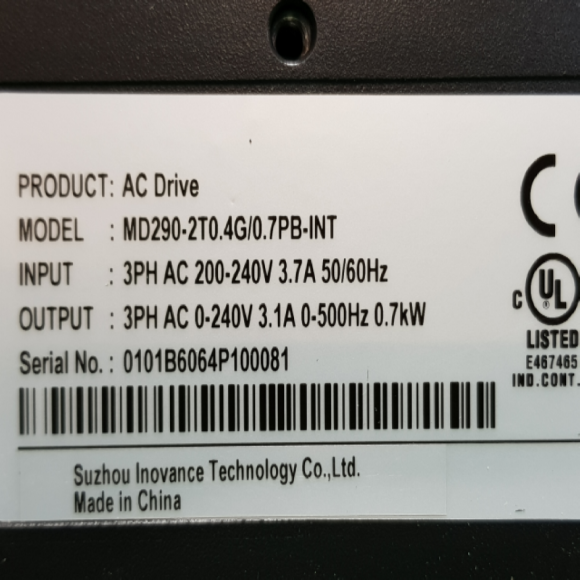 PRODUCT: AC Drive
MODEL : MD290-2T0.4G/0.7PB-INT
INPUT : 3PH AC 200-240V 3.7A 50/60Hz
OUTPUT : 3PH AC 0-240V 3.1A 0-500Hz 0.7kW
Serial No. : 0101B6064P100081
C
C UL
LISTED
E467465
IND.CONT.
Suzhou Inovance Technology Co.,Ltd.
Made in China